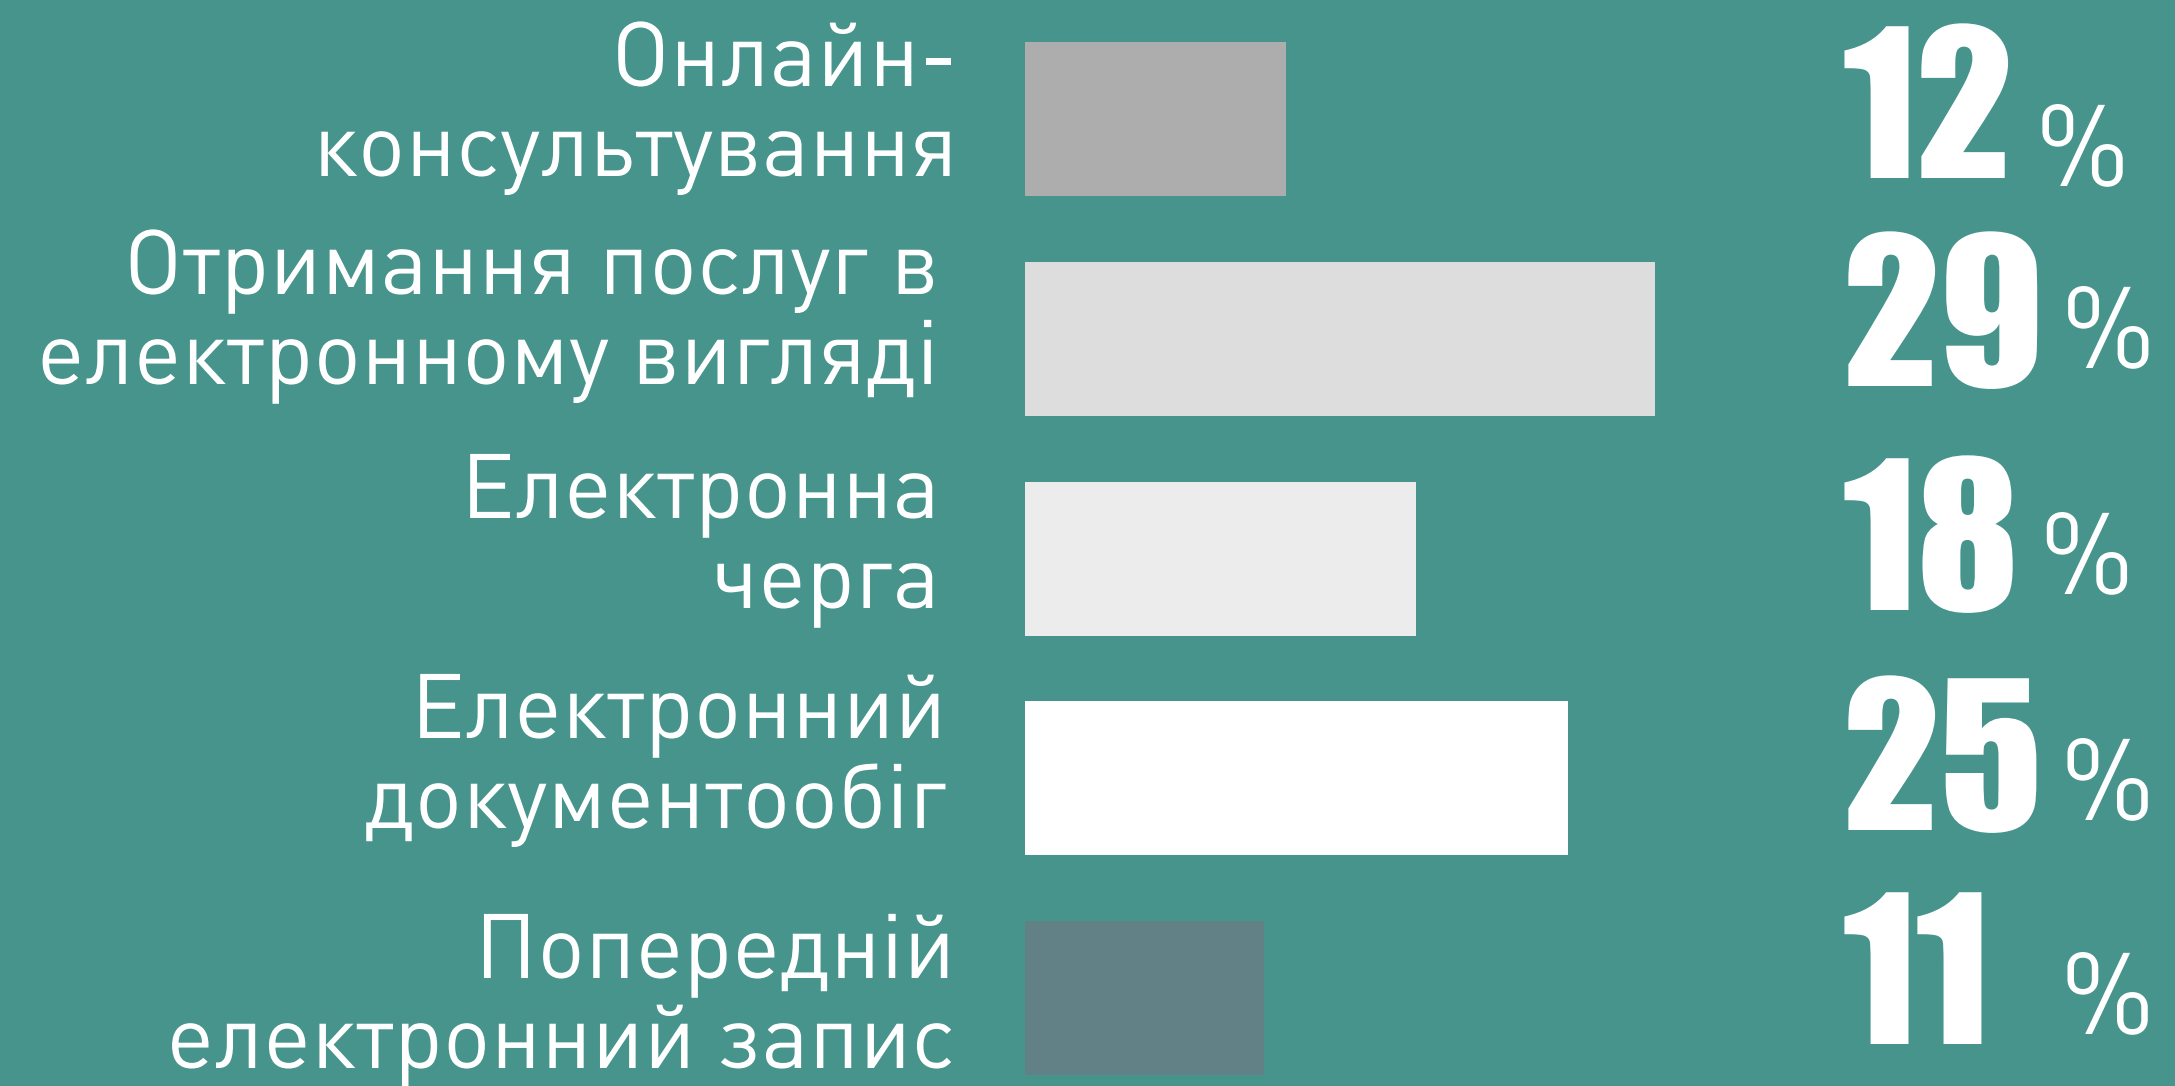 Онлайн-
консультування
12 %
Отримання послуг в
електронному вигляді
29 %
Електронна
черга
18 %
Електронний
документообіг
25 %
Попередній
електронний запис
11 %